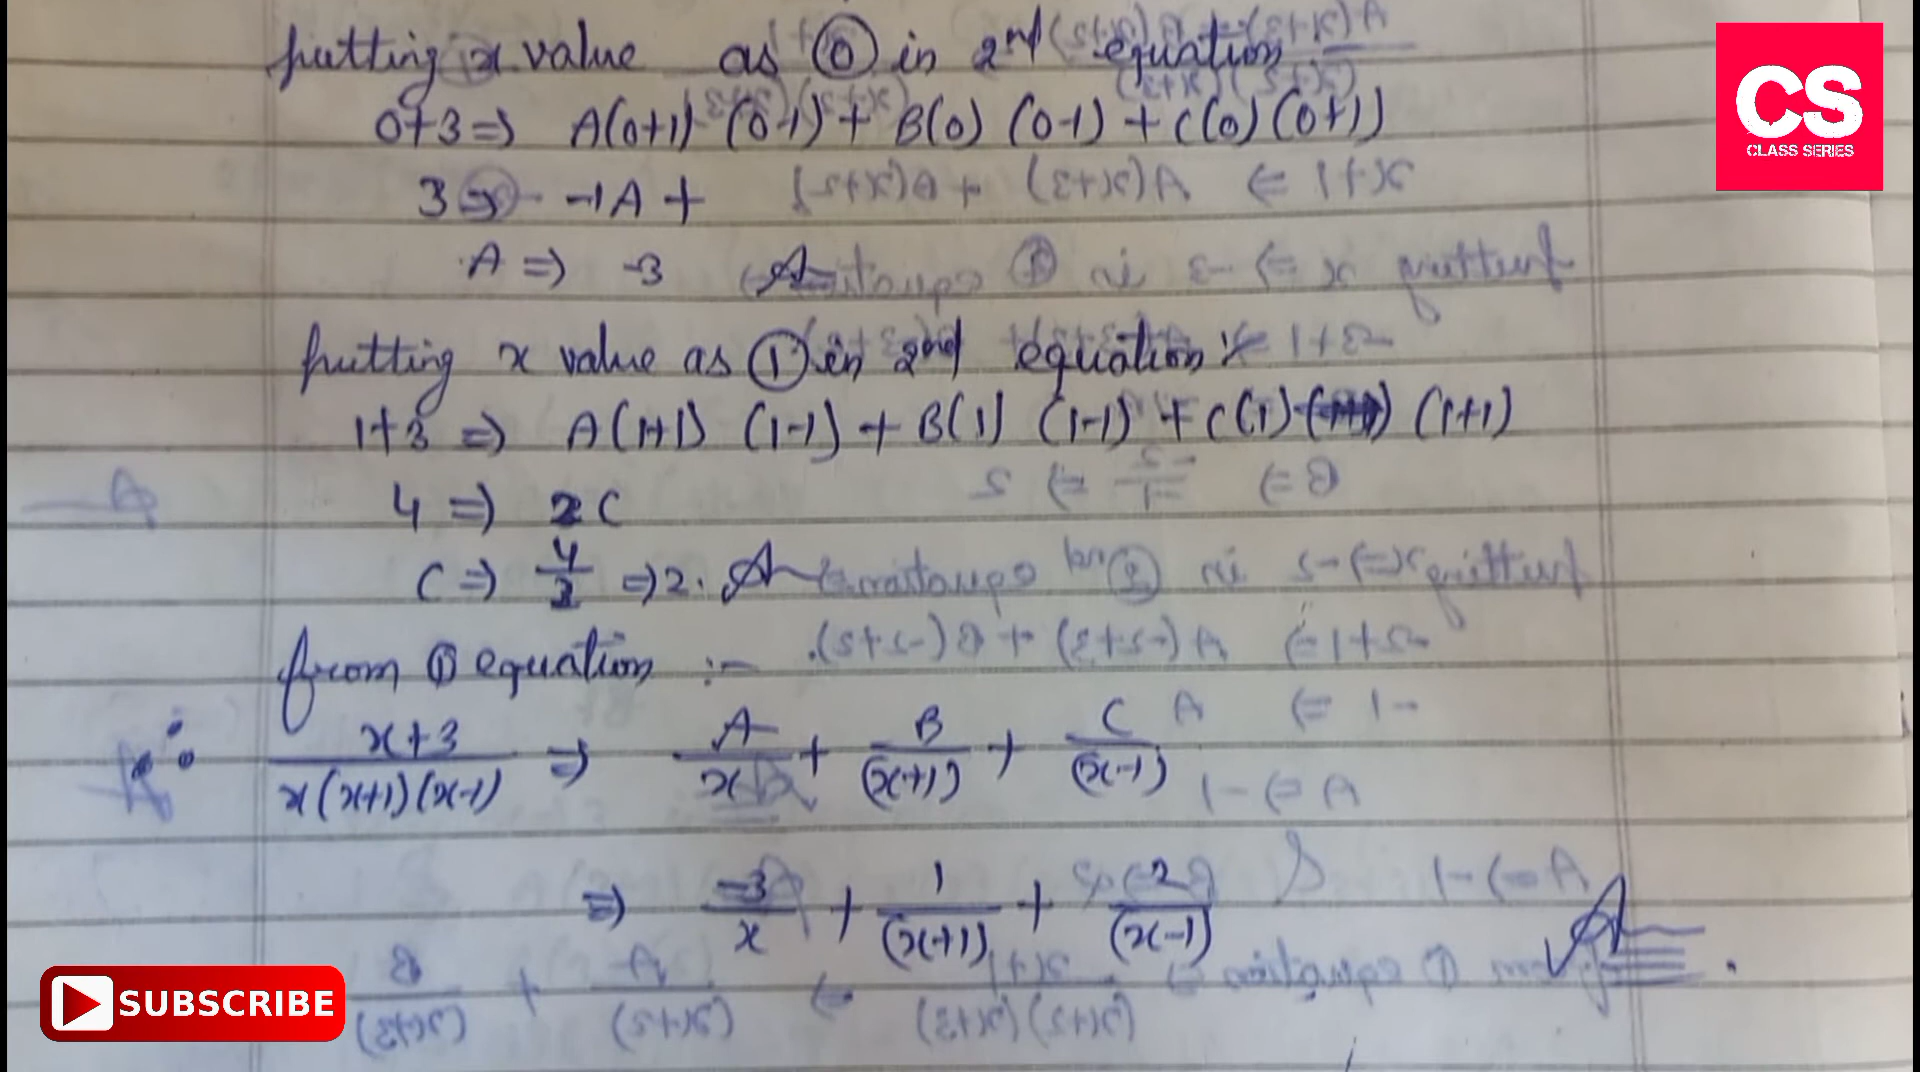 putting x value as ⓪ in 2nd equation
0+3 => A(0+1) (0-1) + B(0) (0-1) + C(0) (0+1)
3 => -1A +
A => -3
putting x value as ① in 2nd equation :-
1+3 => A(1+1) (1-1) + B(1) (1-1) + C(1) (1+1)
4 => 2C
C => 4/2 => 2.
from ① equation :-
∴ x+3 / x(x+1)(x-1) => A/x + B/(x+1) + C/(x-1)
=> -3/x + 1/(x+1) + 2/(x-1)
CS
CLASS SERIES
SUBSCRIBE